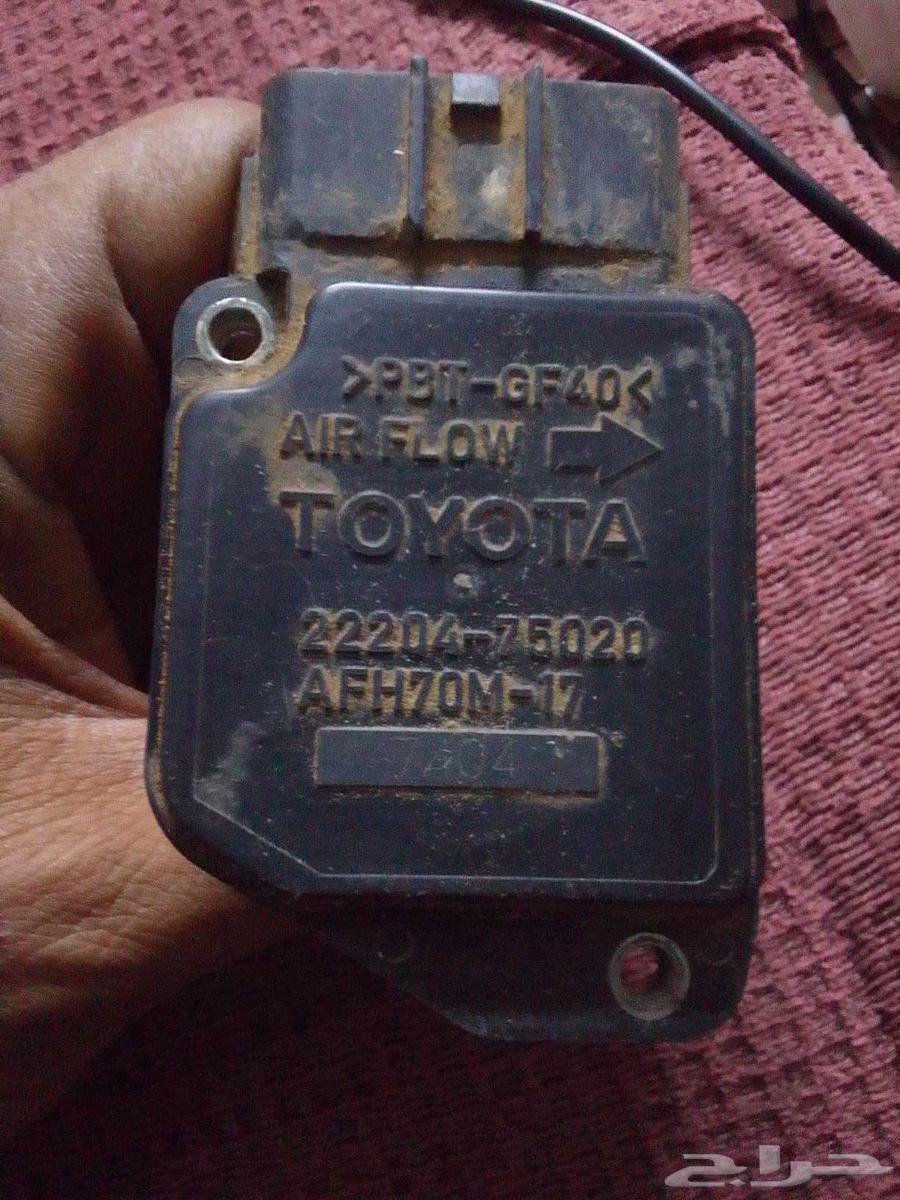 >PBT-GF40<
AIR FLOW
TOYOTA
22204-75020
AFH70M-17
حراج